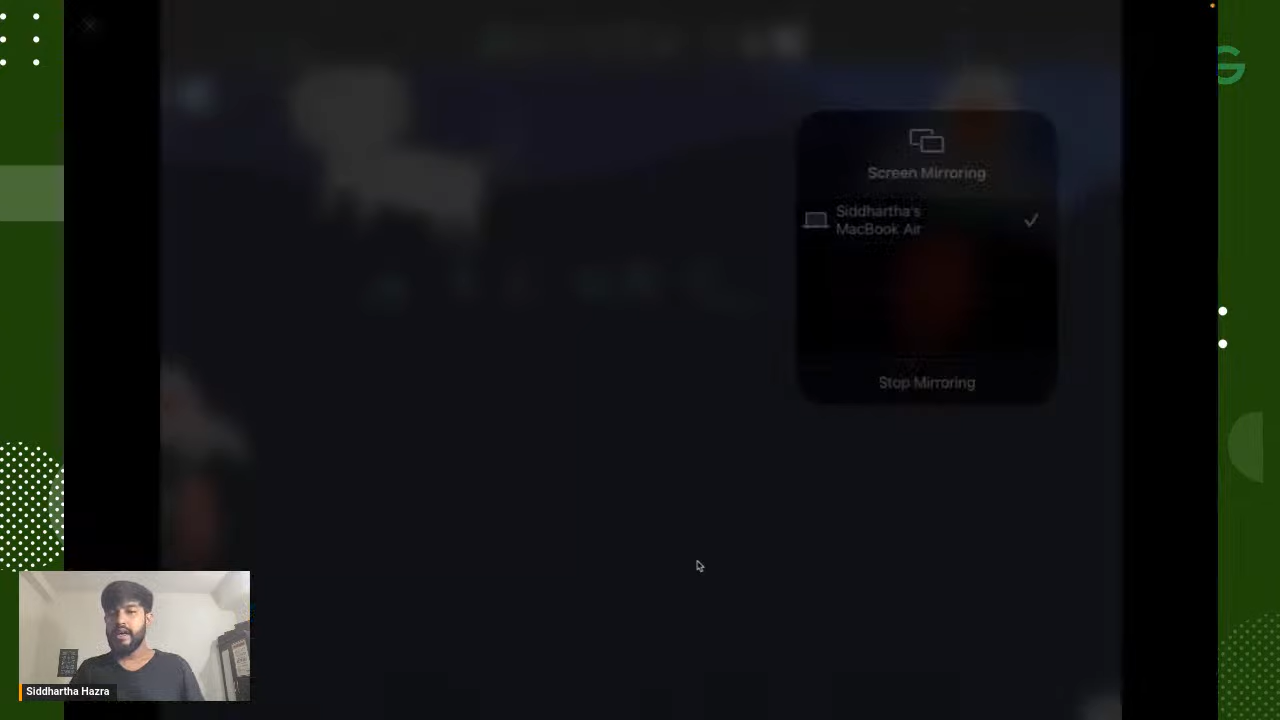 Screen Mirroring
Siddhartha's
MacBook Air
Stop Mirroring
Siddhartha Hazra